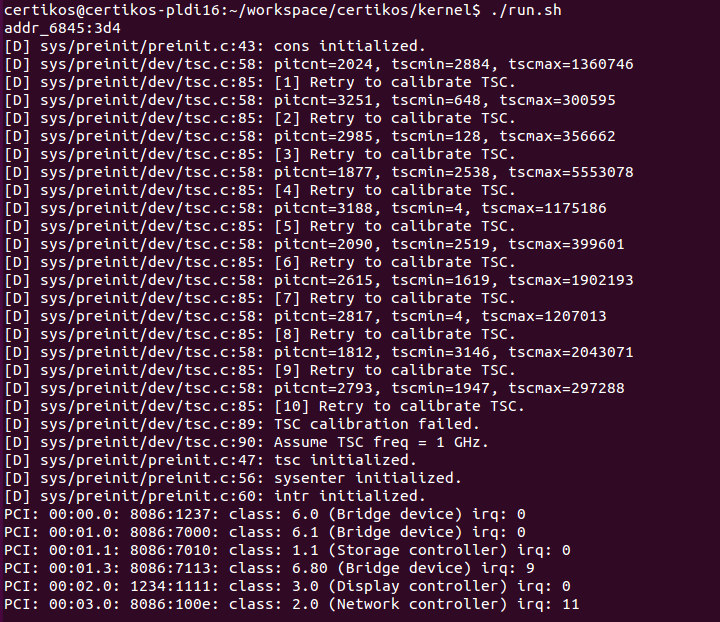 certikos@certikos-pldi16:~/workspace/certikos/kernel$ ./run.sh
addr_6845:3d4
[D] sys/preinit/preinit.c:43: cons initialized.
[D] sys/preinit/dev/tsc.c:58: pitcnt=2024, tscmin=2884, tscmax=1360746
[D] sys/preinit/dev/tsc.c:85: [1] Retry to calibrate TSC.
[D] sys/preinit/dev/tsc.c:58: pitcnt=3251, tscmin=648, tscmax=300595
[D] sys/preinit/dev/tsc.c:85: [2] Retry to calibrate TSC.
[D] sys/preinit/dev/tsc.c:58: pitcnt=2985, tscmin=128, tscmax=356662
[D] sys/preinit/dev/tsc.c:85: [3] Retry to calibrate TSC.
[D] sys/preinit/dev/tsc.c:58: pitcnt=1877, tscmin=2538, tscmax=5553078
[D] sys/preinit/dev/tsc.c:85: [4] Retry to calibrate TSC.
[D] sys/preinit/dev/tsc.c:58: pitcnt=3188, tscmin=4, tscmax=1175186
[D] sys/preinit/dev/tsc.c:85: [5] Retry to calibrate TSC.
[D] sys/preinit/dev/tsc.c:58: pitcnt=2090, tscmin=2519, tscmax=399601
[D] sys/preinit/dev/tsc.c:85: [6] Retry to calibrate TSC.
[D] sys/preinit/dev/tsc.c:58: pitcnt=2615, tscmin=1619, tscmax=1902193
[D] sys/preinit/dev/tsc.c:85: [7] Retry to calibrate TSC.
[D] sys/preinit/dev/tsc.c:58: pitcnt=2817, tscmin=4, tscmax=1207013
[D] sys/preinit/dev/tsc.c:85: [8] Retry to calibrate TSC.
[D] sys/preinit/dev/tsc.c:58: pitcnt=1812, tscmin=3146, tscmax=2043071
[D] sys/preinit/dev/tsc.c:85: [9] Retry to calibrate TSC.
[D] sys/preinit/dev/tsc.c:58: pitcnt=2793, tscmin=1947, tscmax=297288
[D] sys/preinit/dev/tsc.c:85: [10] Retry to calibrate TSC.
[D] sys/preinit/dev/tsc.c:89: TSC calibration failed.
[D] sys/preinit/dev/tsc.c:90: Assume TSC freq = 1 GHz.
[D] sys/preinit/preinit.c:47: tsc initialized.
[D] sys/preinit/preinit.c:56: sysenter initialized.
[D] sys/preinit/preinit.c:60: intr initialized.
PCI: 00:00.0: 8086:1237: class: 6.0 (Bridge device) irq: 0
PCI: 00:01.0: 8086:7000: class: 6.1 (Bridge device) irq: 0
PCI: 00:01.1: 8086:7010: class: 1.1 (Storage controller) irq: 0
PCI: 00:01.3: 8086:7113: class: 6.80 (Bridge device) irq: 9
PCI: 00:02.0: 1234:1111: class: 3.0 (Display controller) irq: 0
PCI: 00:03.0: 8086:100e: class: 2.0 (Network controller) irq: 11